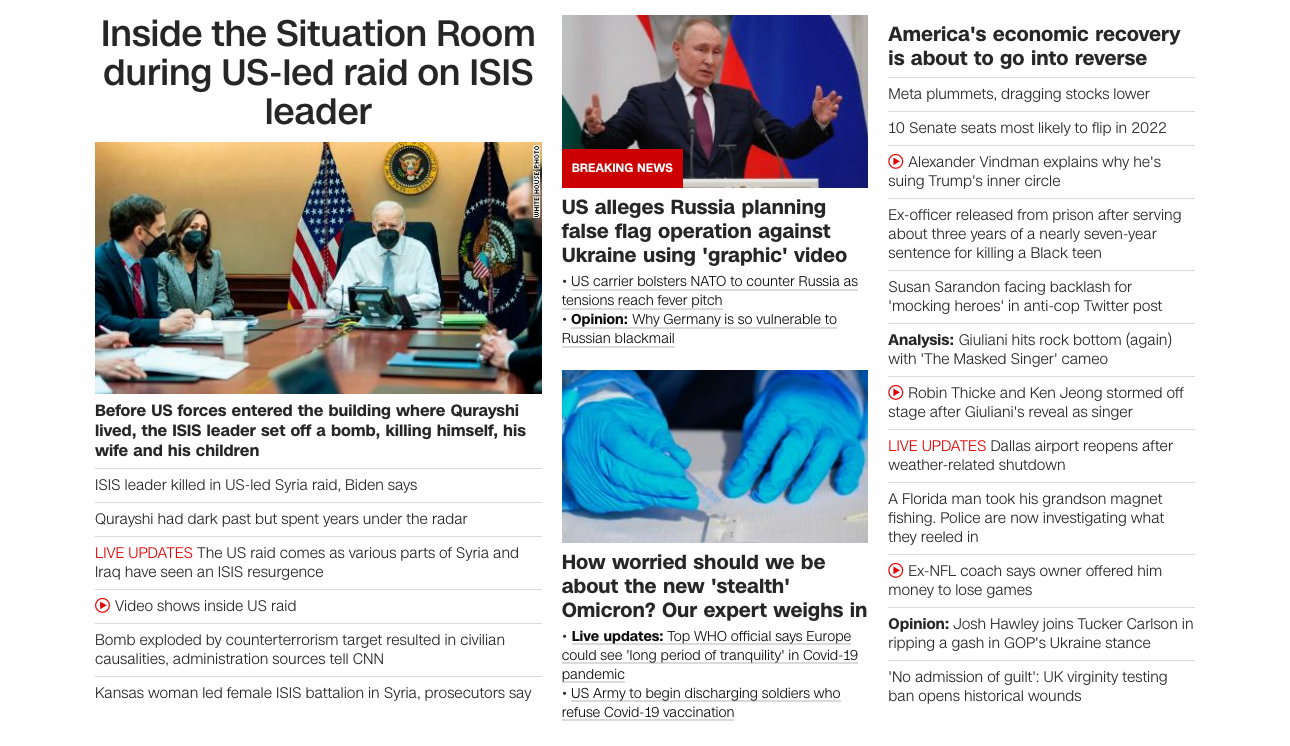 Inside the Situation Room
during US-led raid on ISIS
leader
WHITE HOUSE PHOTO
Before US forces entered the building where Qurayshi
lived, the ISIS leader set off a bomb, killing himself, his
wife and his children
ISIS leader killed in US-led Syria raid, Biden says
Qurayshi had dark past but spent years under the radar
LIVE UPDATES The US raid comes as various parts of Syria and
Iraq have seen an ISIS resurgence
Video shows inside US raid
Bomb exploded by counterterrorism target resulted in civilian
causalities, administration sources tell CNN
Kansas woman led female ISIS battalion in Syria, prosecutors say
BREAKING NEWS
US alleges Russia planning
false flag operation against
Ukraine using 'graphic' video
• US carrier bolsters NATO to counter Russia as
tensions reach fever pitch
• Opinion: Why Germany is so vulnerable to
Russian blackmail
How worried should we be
about the new 'stealth'
Omicron? Our expert weighs in
• Live updates: Top WHO official says Europe
could see 'long period of tranquility' in Covid-19
pandemic
• US Army to begin discharging soldiers who
refuse Covid-19 vaccination
America's economic recovery
is about to go into reverse
Meta plummets, dragging stocks lower
10 Senate seats most likely to flip in 2022
Alexander Vindman explains why he's
suing Trump's inner circle
Ex-officer released from prison after serving
about three years of a nearly seven-year
sentence for killing a Black teen
Susan Sarandon facing backlash for
'mocking heroes' in anti-cop Twitter post
Analysis: Giuliani hits rock bottom (again)
with 'The Masked Singer' cameo
Robin Thicke and Ken Jeong stormed off
stage after Giuliani's reveal as singer
LIVE UPDATES Dallas airport reopens after
weather-related shutdown
A Florida man took his grandson magnet
fishing. Police are now investigating what
they reeled in
Ex-NFL coach says owner offered him
money to lose games
Opinion: Josh Hawley joins Tucker Carlson in
ripping a gash in GOP's Ukraine stance
'No admission of guilt': UK virginity testing
ban opens historical wounds